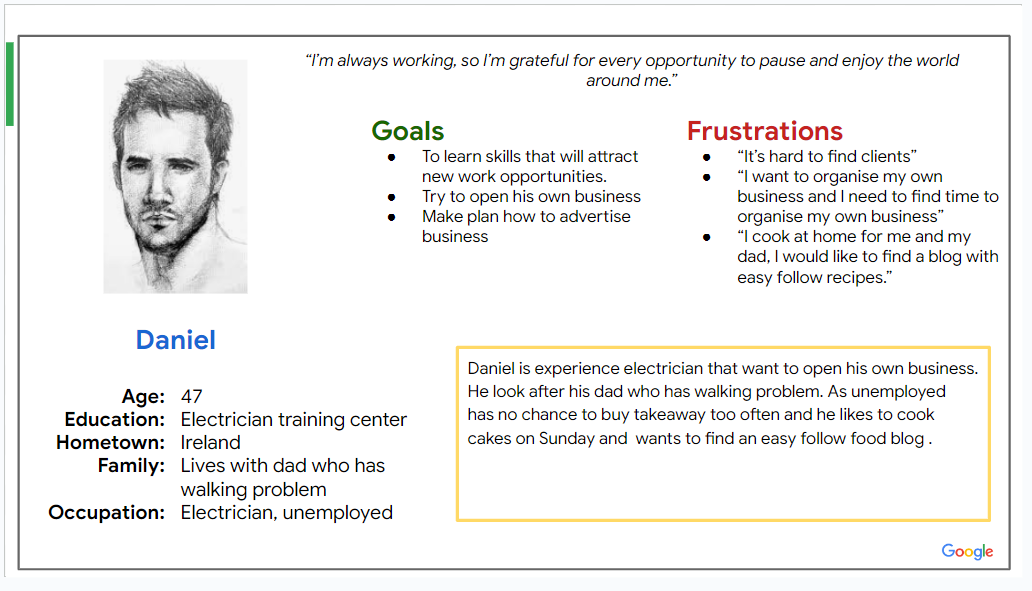 "I'm always working, so I'm grateful for every opportunity to pause and enjoy the world
around me."
Goals
● To learn skills that will attract
new work opportunities.
● Try to open his own business
● Make plan how to advertise
business
Frustrations
● "It's hard to find clients"
● "I want to organise my own
business and I need to find time to
organise my own business"
● "I cook at home for me and my
dad, I would like to find a blog with
easy follow recipes."
Daniel
Age: 47
Education: Electrician training center
Hometown: Ireland
Family: Lives with dad who has
walking problem
Occupation: Electrician, unemployed
Daniel is experience electrician that want to open his own business.
He look after his dad who has walking problem. As unemployed
has no chance to buy takeaway too often and he likes to cook
cakes on Sunday and wants to find an easy follow food blog .
Google